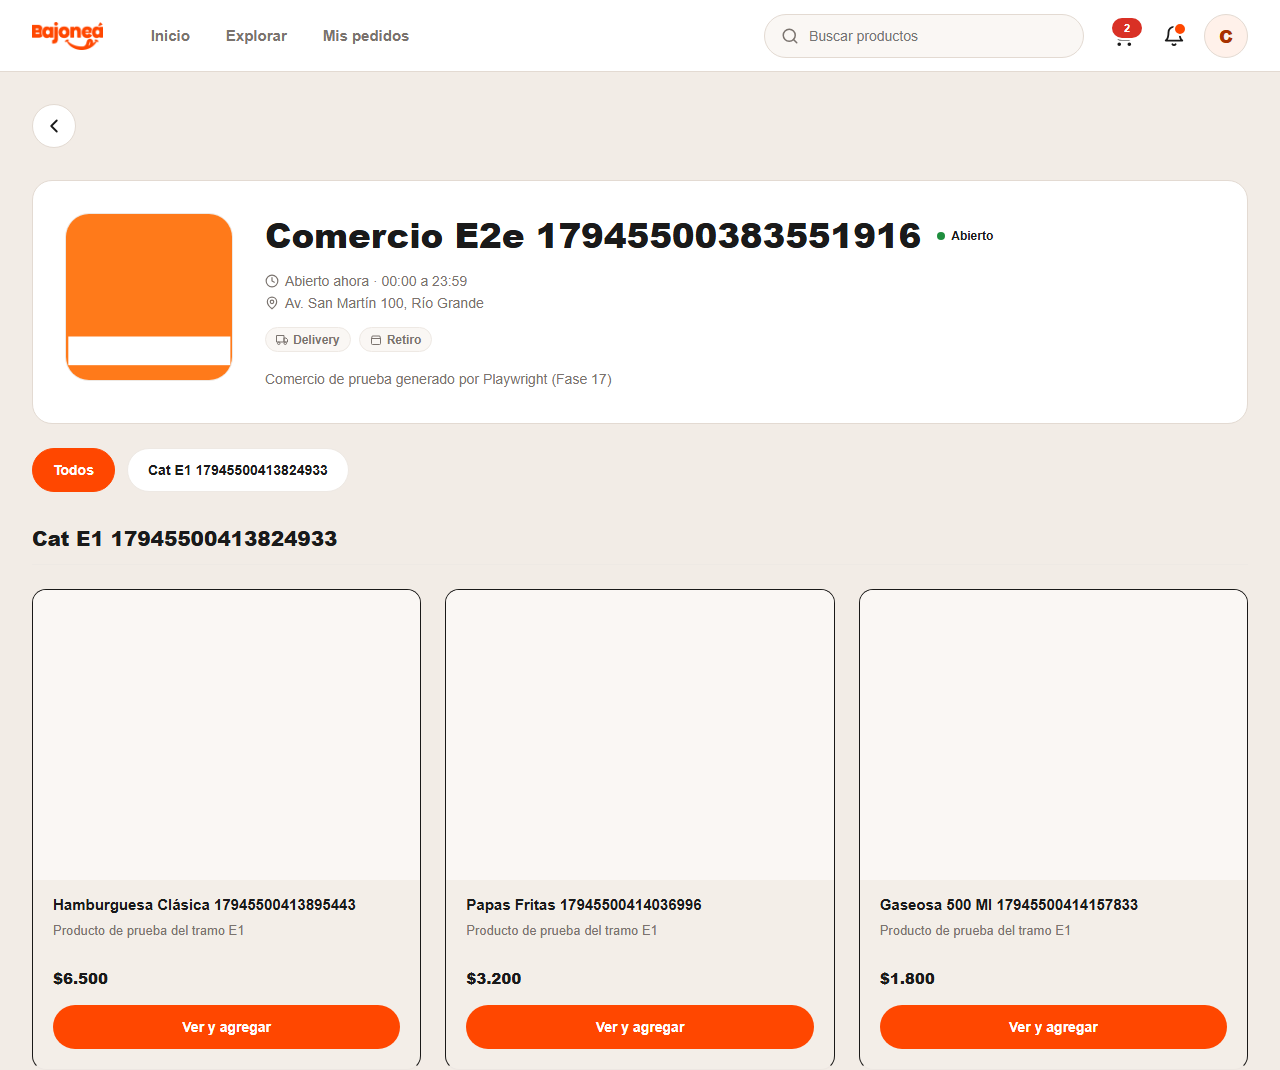 Bajoneá
Inicio
Explorar
Mis pedidos
Buscar productos
2
C
Comercio E2e 17945500383551916
Abierto
Abierto ahora · 00:00 a 23:59
Av. San Martín 100, Río Grande
Delivery
Retiro
Comercio de prueba generado por Playwright (Fase 17)
Todos
Cat E1 17945500413824933
Cat E1 17945500413824933
Hamburguesa Clásica 17945500413895443
Producto de prueba del tramo E1
$6.500
Ver y agregar
Papas Fritas 17945500414036996
Producto de prueba del tramo E1
$3.200
Ver y agregar
Gaseosa 500 Ml 17945500414157833
Producto de prueba del tramo E1
$1.800
Ver y agregar